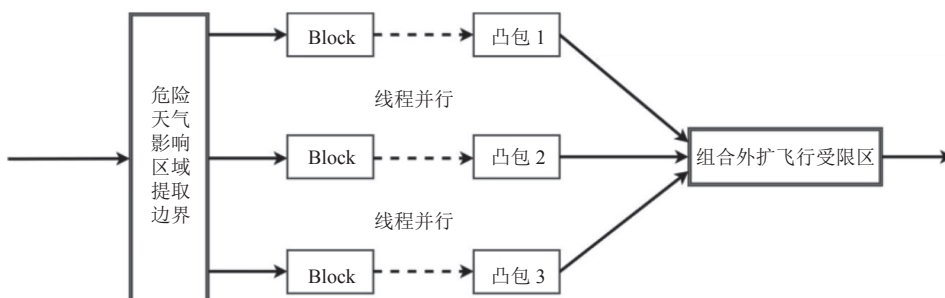 危险
天气
影响
区域
提取
边界
Block
凸包 1
线程并行
Block
凸包 2
组合外扩飞行受限区
线程并行
Block
凸包 3